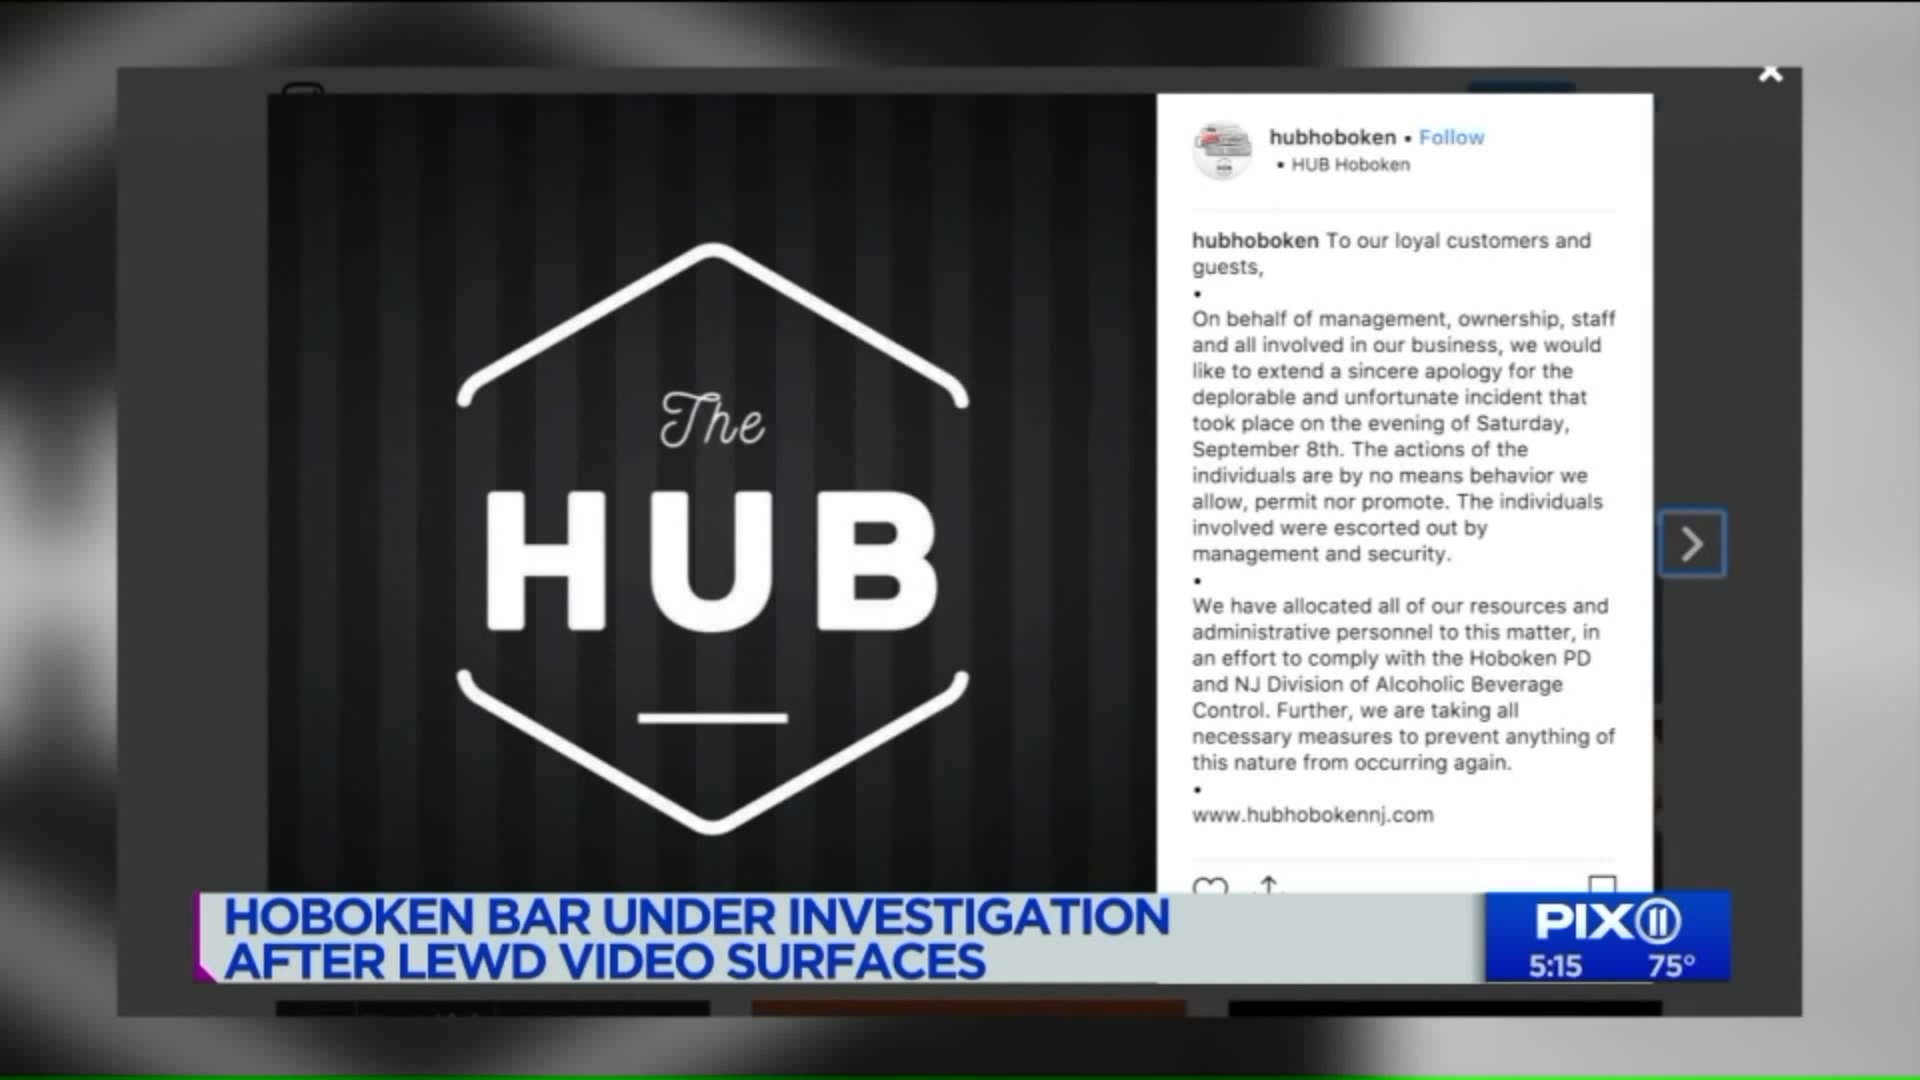 The
HUB
hubhoboken • Follow
• HUB Hoboken
hubhoboken To our loyal customers and
guests,
•
On behalf of management, ownership, staff
and all involved in our business, we would
like to extend a sincere apology for the
deplorable and unfortunate incident that
took place on the evening of Saturday,
September 8th. The actions of the
individuals are by no means behavior we
allow, permit nor promote. The individuals
involved were escorted out by
management and security.
•
We have allocated all of our resources and
administrative personnel to this matter, in
an effort to comply with the Hoboken PD
and NJ Division of Alcoholic Beverage
Control. Further, we are taking all
necessary measures to prevent anything of
this nature from occurring again.
•
www.hubhobokennj.com
HOBOKEN BAR UNDER INVESTIGATION
AFTER LEWD VIDEO SURFACES
PIX11
5:15 75°